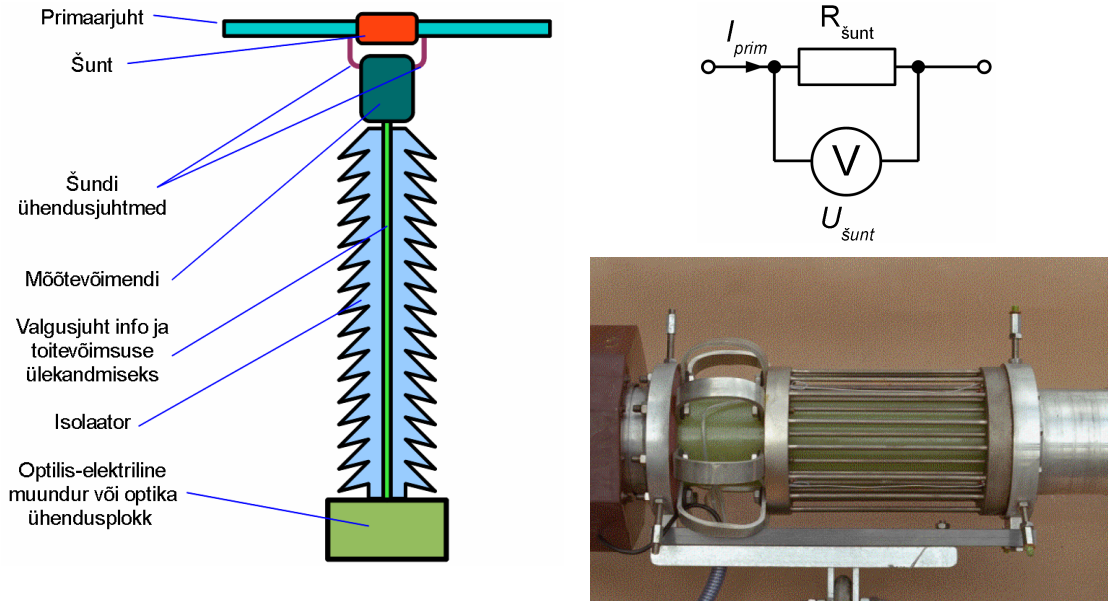 Primaarjuht
Šunt
Šundi
ühendusjuhtmed
Mõõtevõimendi
Valgusjuht info ja
toitevõimsuse
ülekandmiseks
Isolaator
Optilis-elektriline
muundur või optika
ühendusplokk
I prim
R šunt
V
U šunt